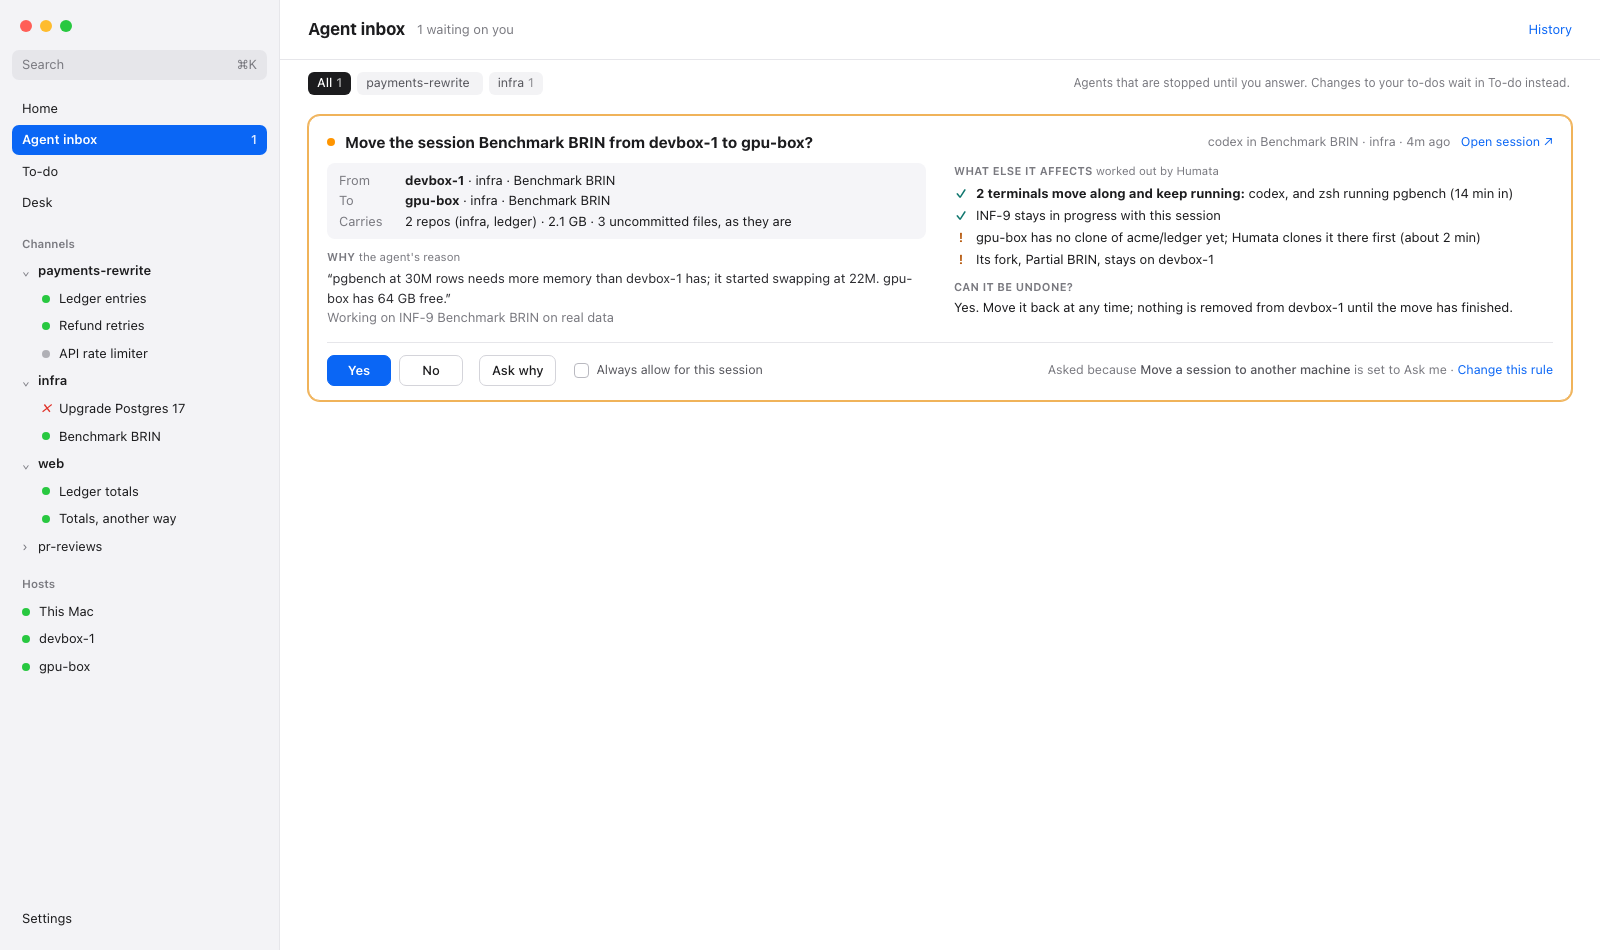 Search ⌘K
Home
Agent inbox 1
To-do
Desk
Channels
payments-rewrite
Ledger entries
Refund retries
API rate limiter
infra
Upgrade Postgres 17
Benchmark BRIN
web
Ledger totals
Totals, another way
pr-reviews
Hosts
This Mac
devbox-1
gpu-box
Settings
Agent inbox 1 waiting on you
History
All 1 payments-rewrite infra 1
Agents that are stopped until you answer. Changes to your to-dos wait in To-do instead.
Move the session Benchmark BRIN from devbox-1 to gpu-box?
codex in Benchmark BRIN · infra · 4m ago Open session ↗
From devbox-1 · infra · Benchmark BRIN
To gpu-box · infra · Benchmark BRIN
Carries 2 repos (infra, ledger) · 2.1 GB · 3 uncommitted files, as they are
WHY the agent's reason
“pgbench at 30M rows needs more memory than devbox-1 has; it started swapping at 22M. gpu-
box has 64 GB free.”
Working on INF-9 Benchmark BRIN on real data
WHAT ELSE IT AFFECTS worked out by Humata
✓ 2 terminals move along and keep running: codex, and zsh running pgbench (14 min in)
✓ INF-9 stays in progress with this session
! gpu-box has no clone of acme/ledger yet; Humata clones it there first (about 2 min)
! Its fork, Partial BRIN, stays on devbox-1
CAN IT BE UNDONE?
Yes. Move it back at any time; nothing is removed from devbox-1 until the move has finished.
Yes No Ask why Always allow for this session
Asked because Move a session to another machine is set to Ask me · Change this rule